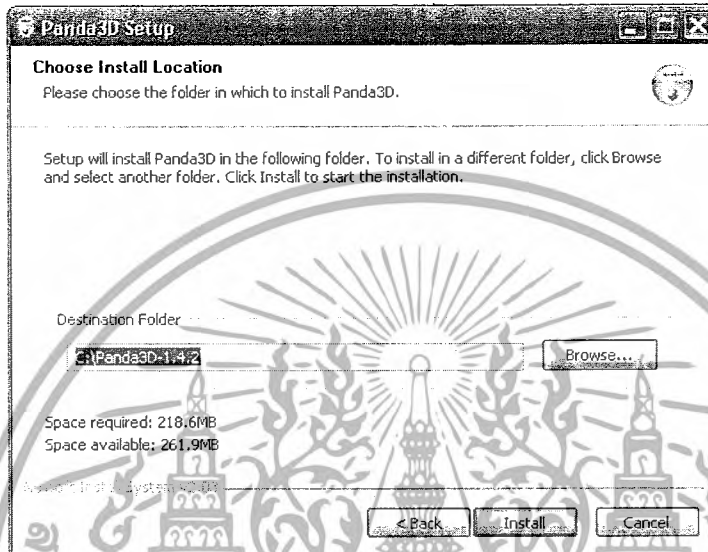 Panda3D Setup
Choose Install Location
Please choose the folder in which to install Panda3D.
Setup will install Panda3D in the following folder. To install in a different folder, click Browse
and select another folder. Click Install to start the installation.
Destination Folder
C:\Panda3D-1.4.2
Browse...
Space required: 218.6MB
Space available: 261.9MB
Install System
< Back
Install
Cancel